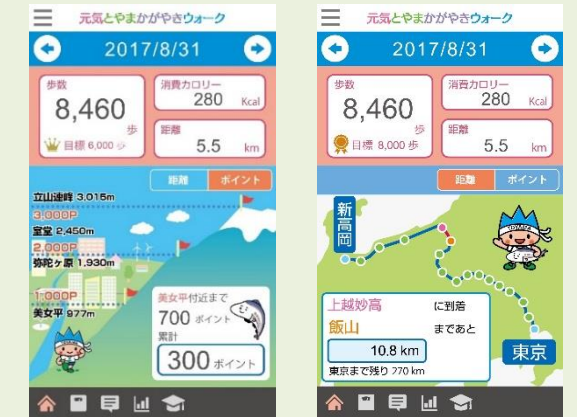 元気とやまかがやきウォーク
2017/8/31
歩数
8,460
歩
目標 6,000 歩
消費カロリー
280 Kcal
距離
5.5 km
距離 ポイント
立山連峰 3,015m
3,000P
室堂 2,450m
2,000P
弥陀ヶ原 1,930m
1,000P
美女平 977m
美女平付近まで
700 ポイント
累計
300 ポイント
元気とやまかがやきウォーク
2017/8/31
歩数
8,460
歩
目標 8,000 歩
消費カロリー
280 Kcal
距離
5.5 km
距離 ポイント
新高岡
TOYAMA
上越妙高 に到着
飯山 まであと
10.8 km
東京まで残り 270 km
東京